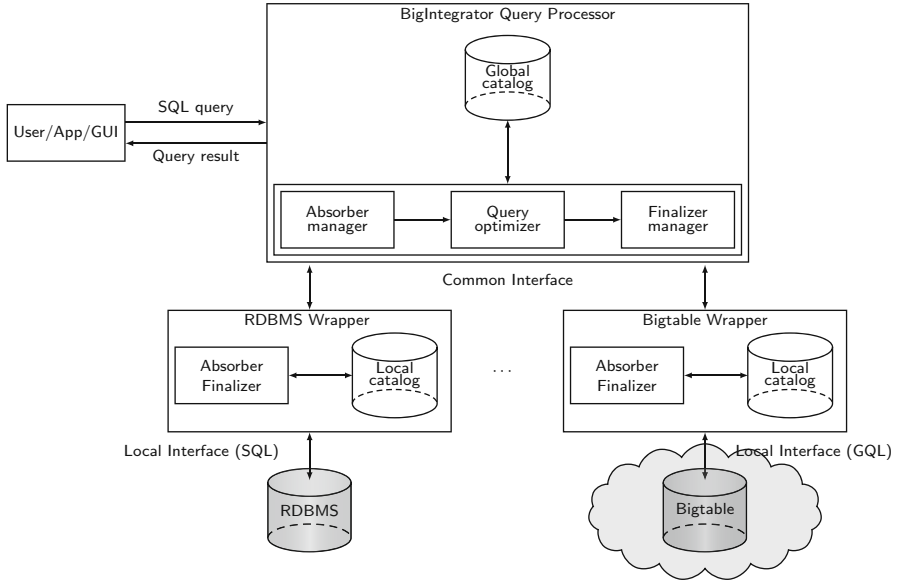 BigIntegrator Query Processor
Global
catalog
SQL query
User/App/GUI
Query result
Absorber
manager
Query
optimizer
Finalizer
manager
Common Interface
RDBMS Wrapper
Absorber
Finalizer
Local
catalog
...
Bigtable Wrapper
Absorber
Finalizer
Local
catalog
Local Interface (SQL)
Local Interface (GQL)
RDBMS
Bigtable